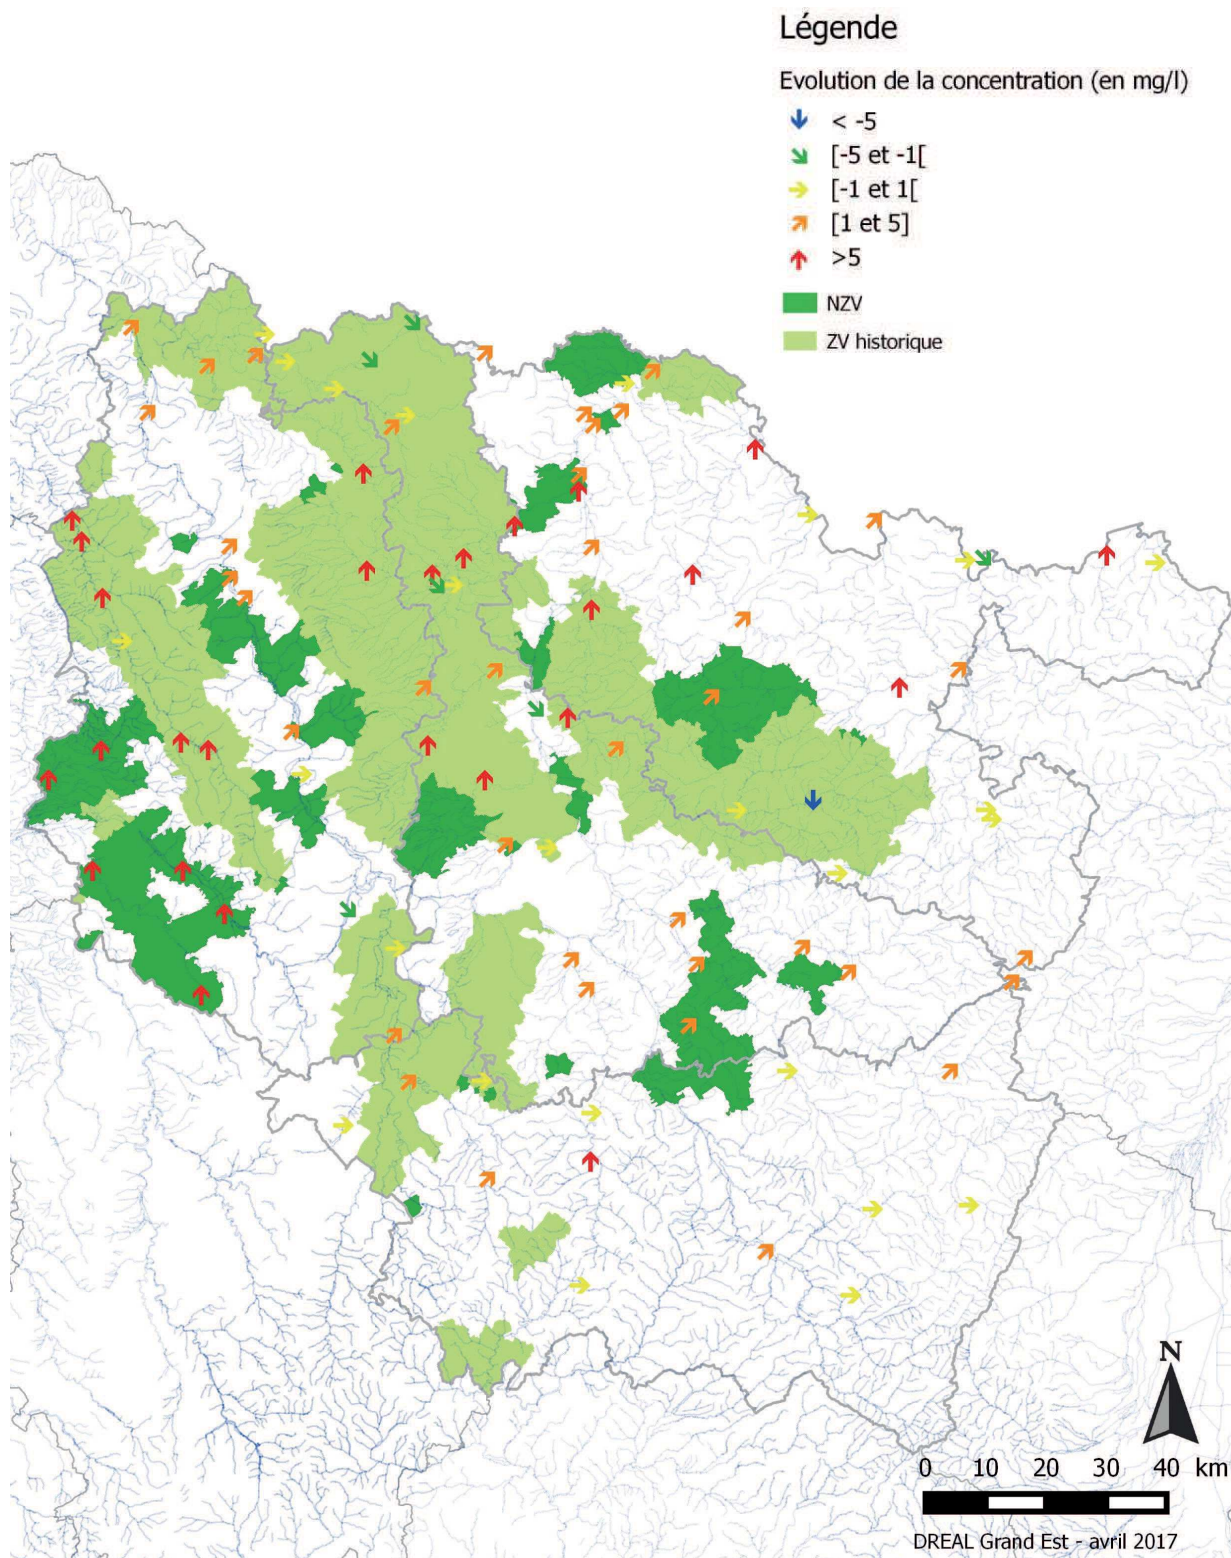 Légende
Evolution de la concentration (en mg/l)
< -5
[-5 et -1[
[-1 et 1[
[1 et 5]
>5
NZV
ZV historique
N
0 10 20 30 40 km
DREAL Grand Est - avril 2017